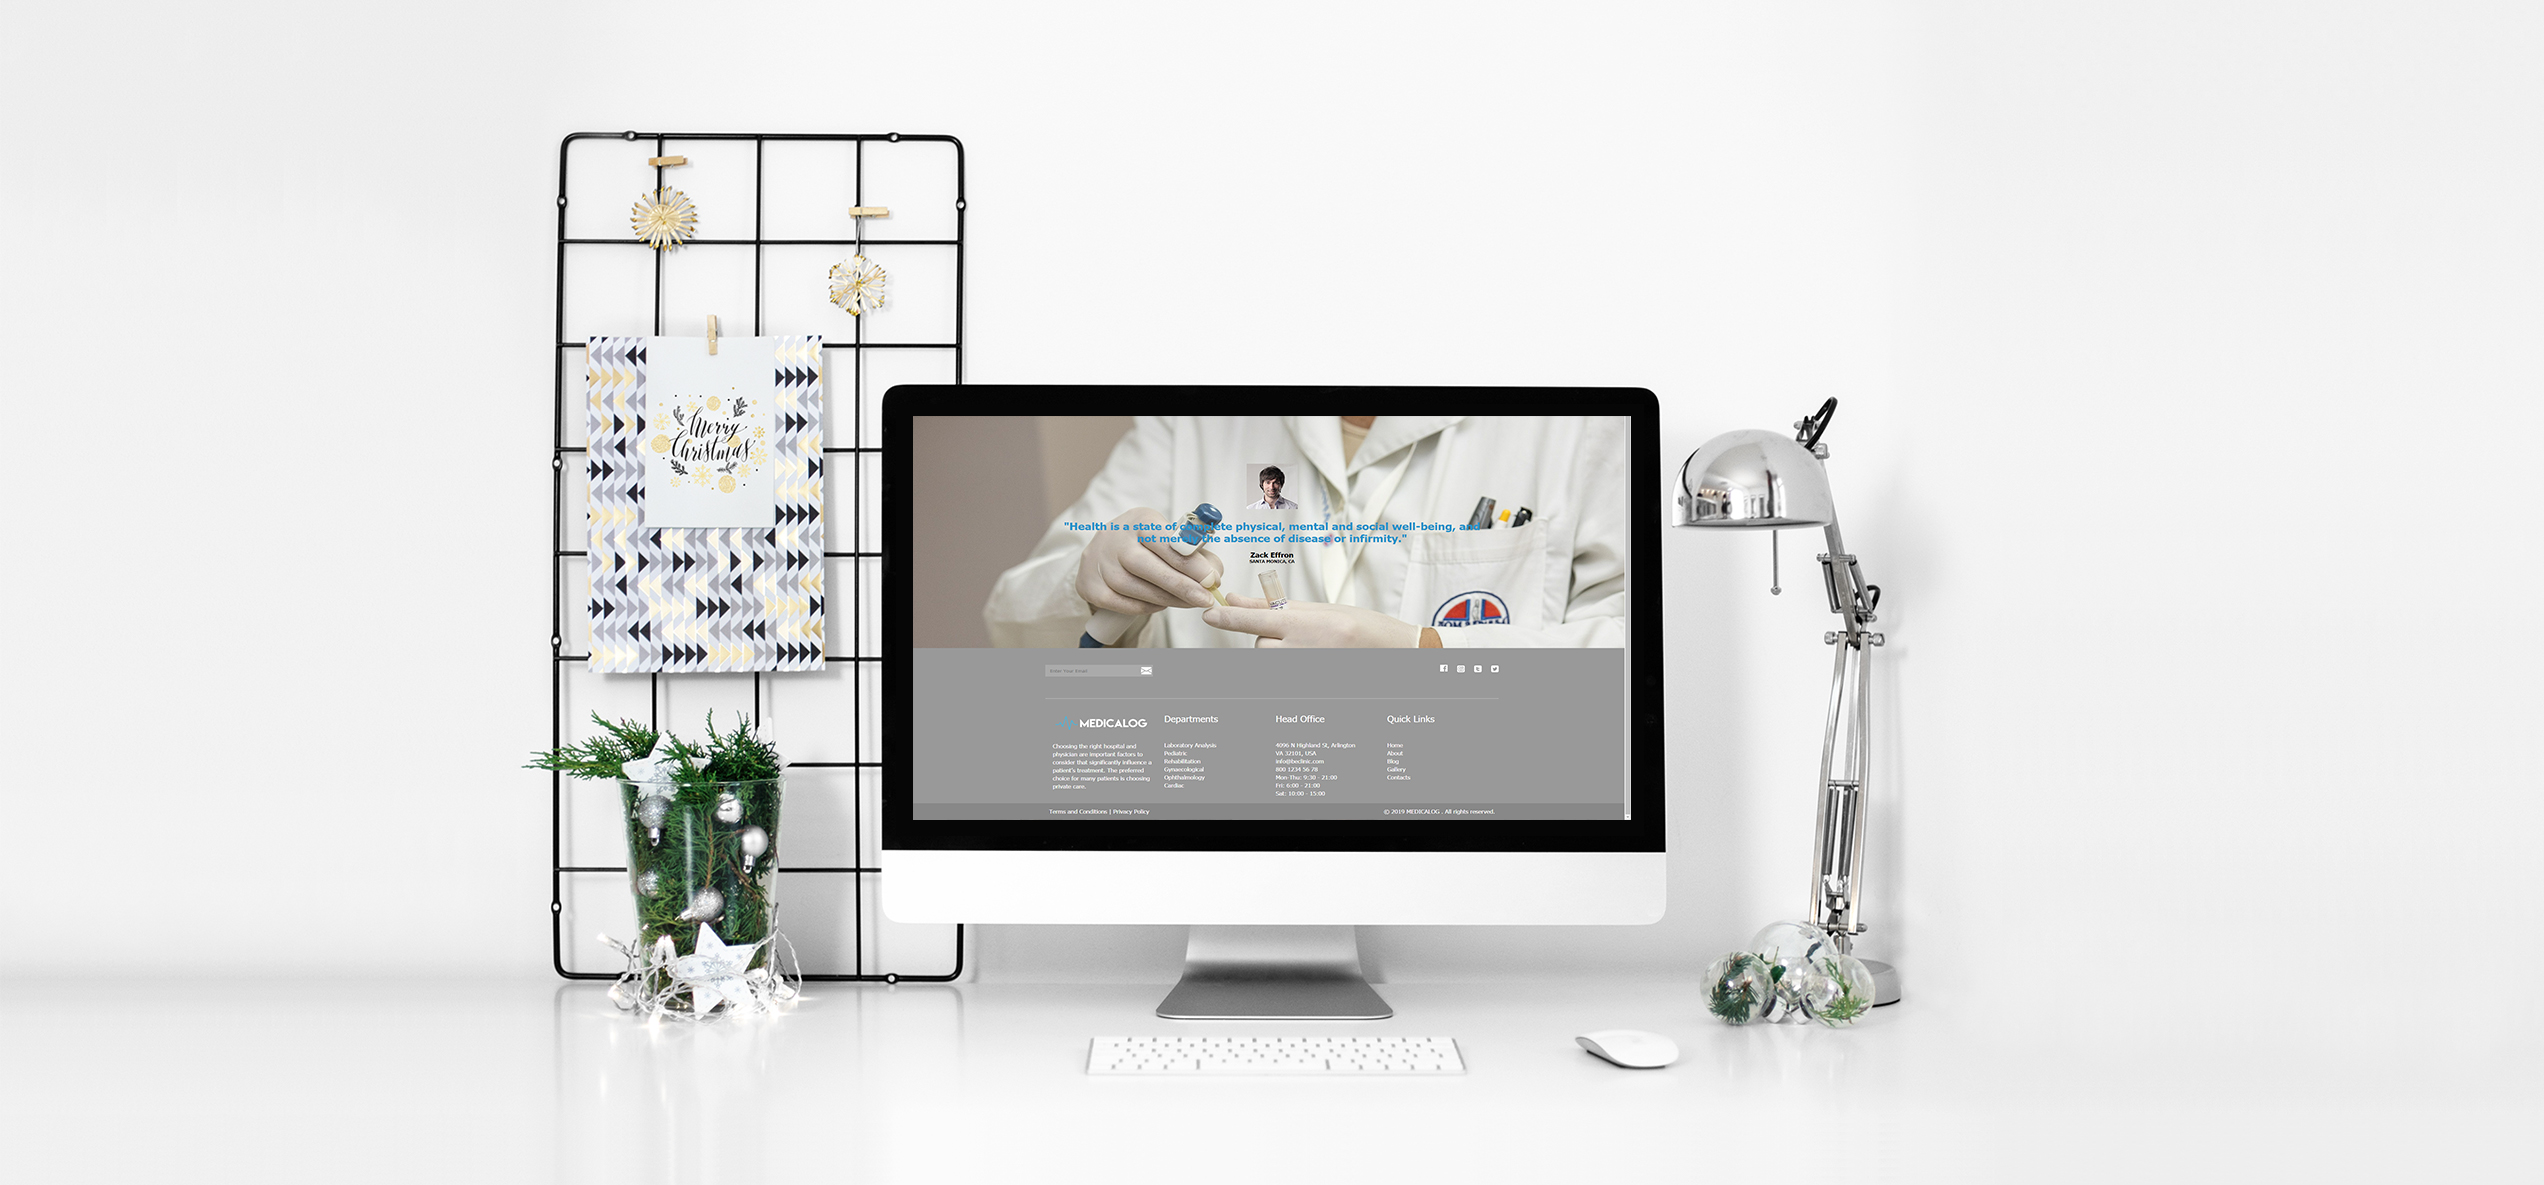 Merry
Christmas
"Health is a state of complete physical, mental and social well-being, and
not merely the absence of disease or infirmity."
Zack Effron
SANTA MONICA, CA
Enter Your Email
MEDICALOG
Choosing the right hospital and
physician are important factors to
consider that significantly influence a
patient's treatment. The preferred
choice for many patients is choosing
private care.
Departments
Laboratory Analysis
Pediatric
Rehabilitation
Gynaecological
Ophthalmology
Cardiac
Head Office
4096 N Highland St, Arlington
VA 32101, USA
info@beclinic.com
800 1234 56 78
Mon-Thu: 9:30 - 21:00
Fri: 6:00 - 21:00
Sat: 10:00 - 15:00
Quick Links
Home
About
Blog
Gallery
Contacts
Terms and Conditions | Privacy Policy
© 2019 MEDICALOG . All rights reserved.